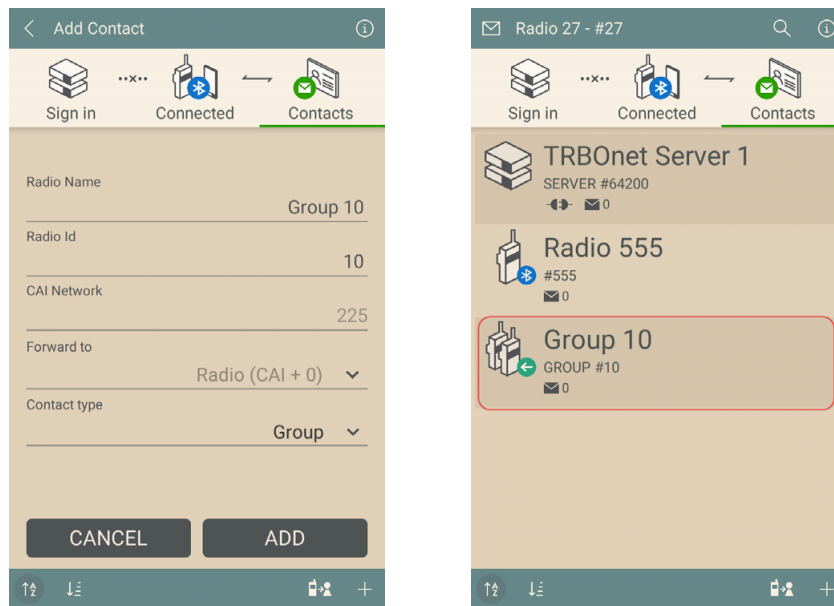 Add Contact
Sign in
Connected
Contacts
Radio Name
Group 10
Radio Id
10
CAI Network
225
Forward to
Radio (CAI + 0)
Contact type
Group
CANCEL
ADD
Radio 27 - #27
Sign in
Connected
Contacts
TRBOnet Server 1
SERVER #64200
0
Radio 555
#555
0
Group 10
GROUP #10
0